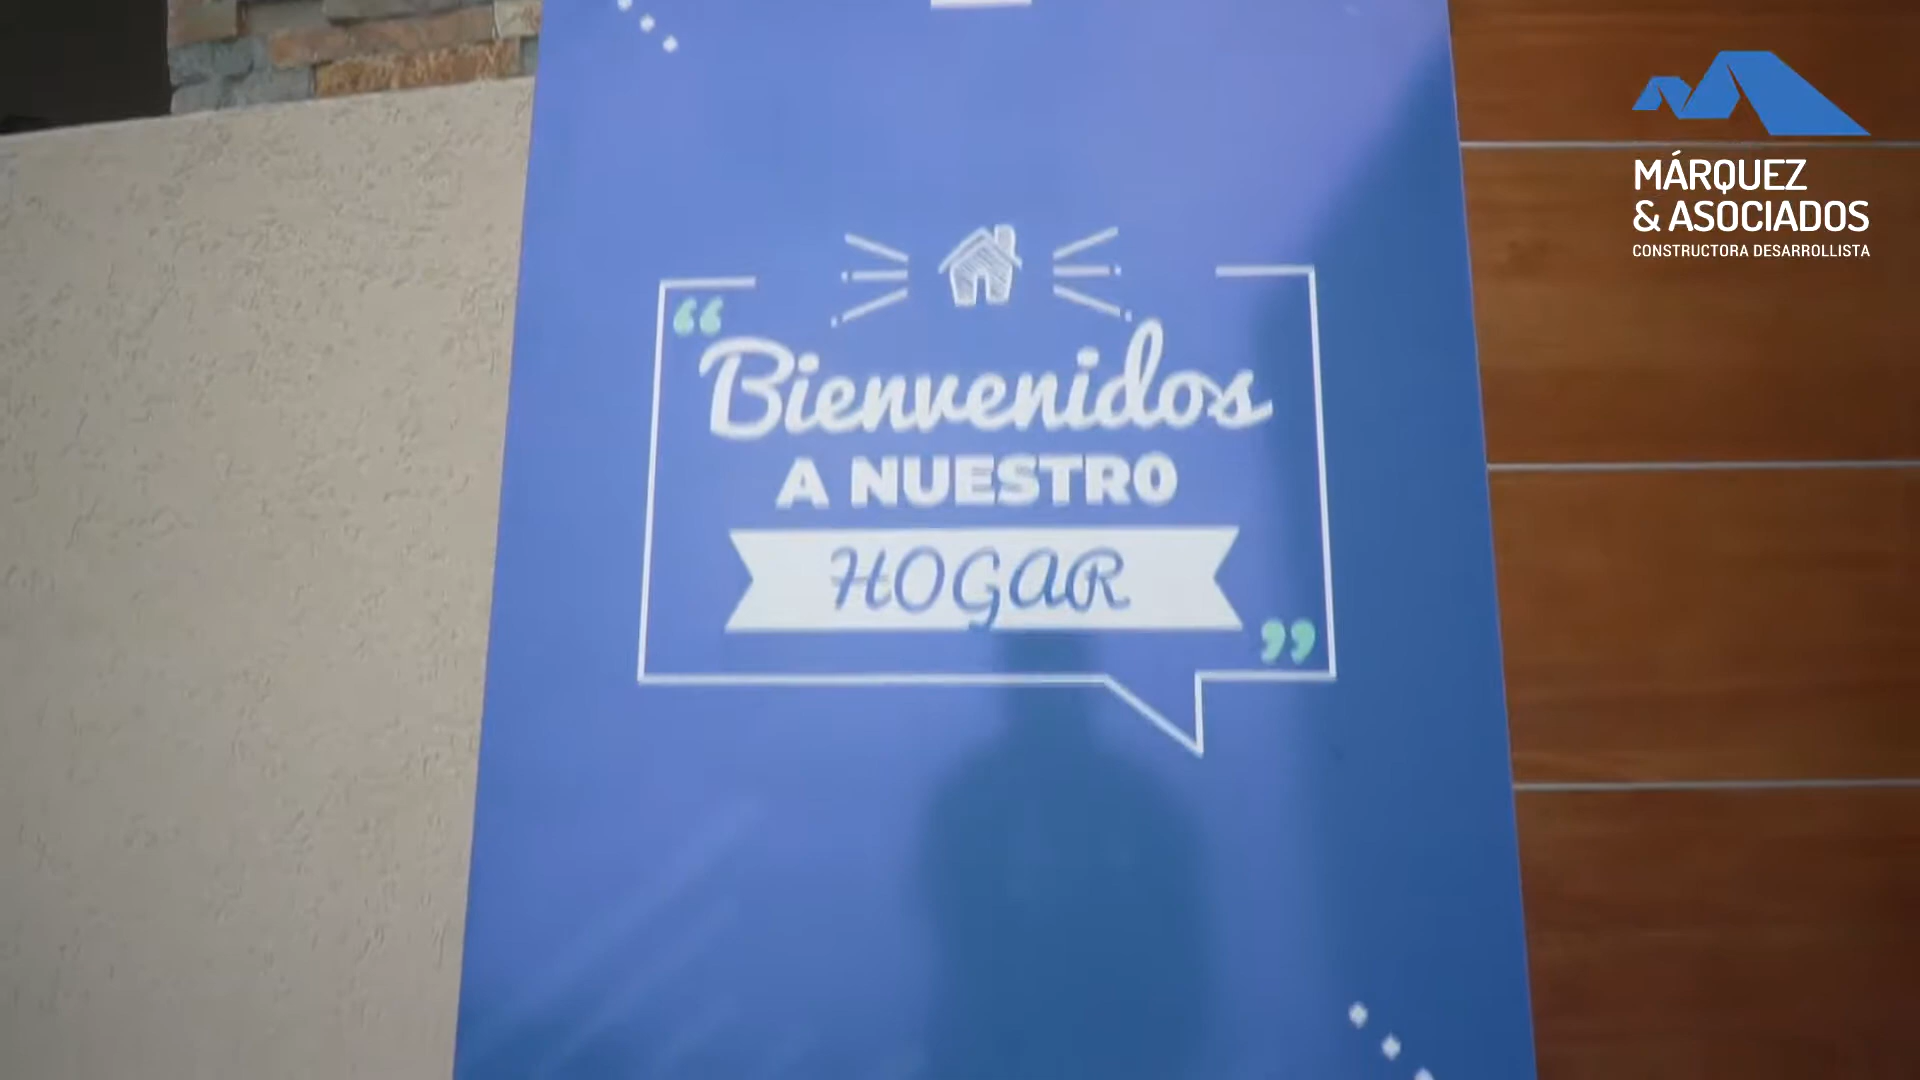 MÁRQUEZ
& ASOCIADOS
CONSTRUCTORA DESARROLLISTA
“Bienvenidos
A NUESTRO
HOGAR”